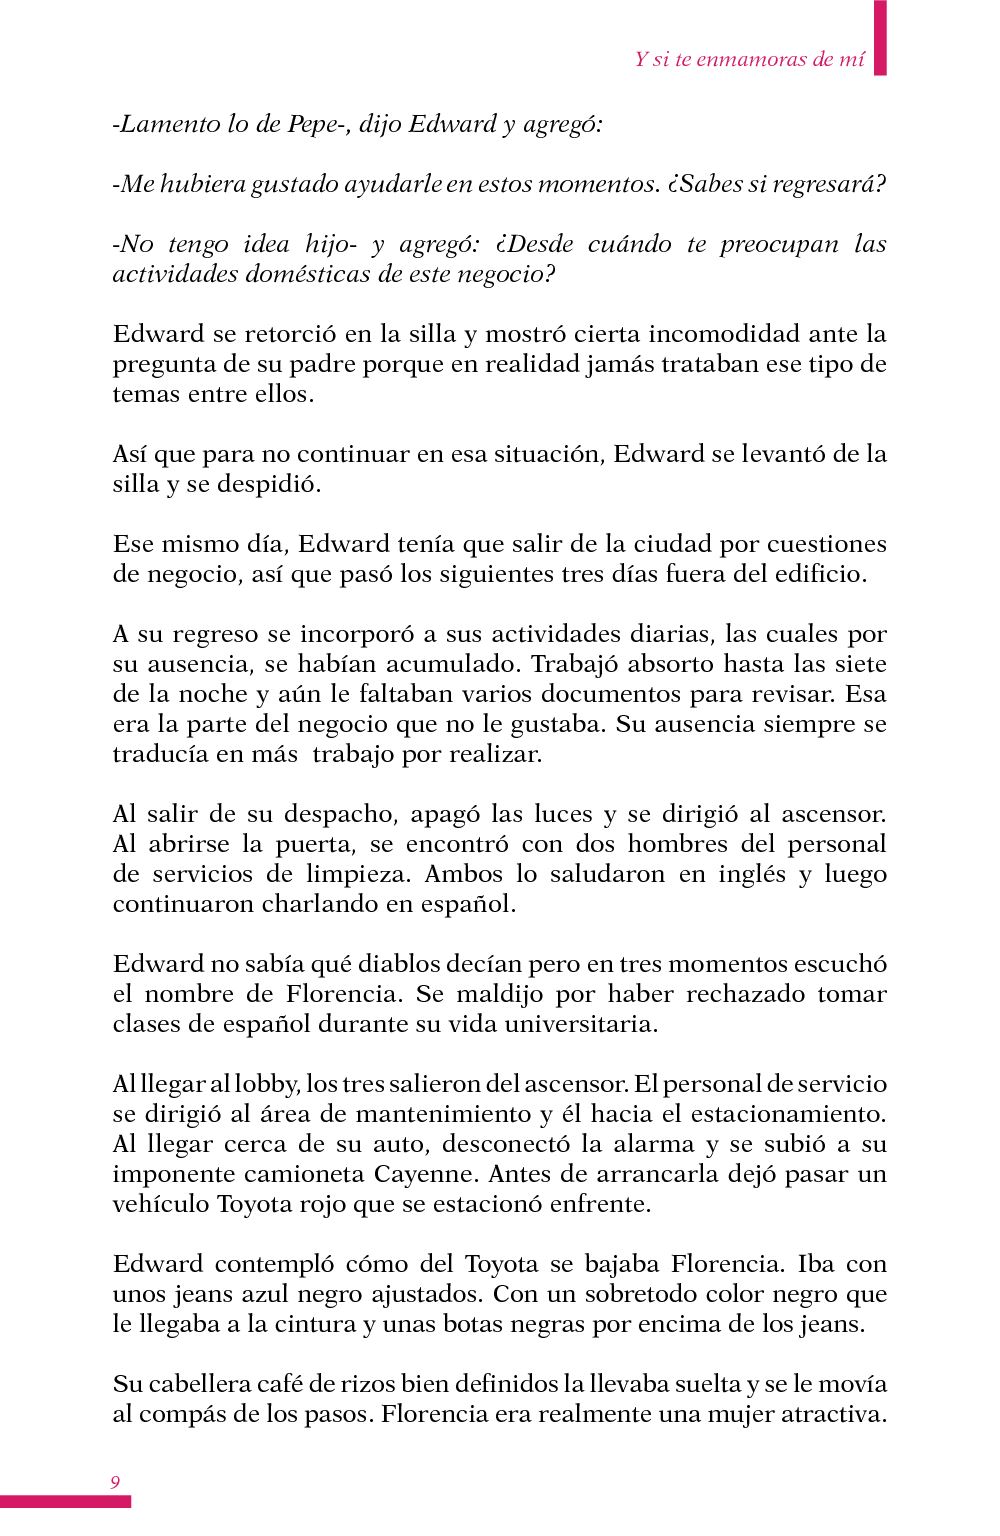 Y si te enmamoras de mí
-Lamento lo de Pepe-, dijo Edward y agregó:
-Me hubiera gustado ayudarle en estos momentos. ¿Sabes si regresará?
-No tengo idea hijo- y agregó: ¿Desde cuándo te preocupan las
actividades domésticas de este negocio?
Edward se retorció en la silla y mostró cierta incomodidad ante la
pregunta de su padre porque en realidad jamás trataban ese tipo de
temas entre ellos.
Así que para no continuar en esa situación, Edward se levantó de la
silla y se despidió.
Ese mismo día, Edward tenía que salir de la ciudad por cuestiones
de negocio, así que pasó los siguientes tres días fuera del edificio.
A su regreso se incorporó a sus actividades diarias, las cuales por
su ausencia, se habían acumulado. Trabajó absorto hasta las siete
de la noche y aún le faltaban varios documentos para revisar. Esa
era la parte del negocio que no le gustaba. Su ausencia siempre se
traducía en más  trabajo por realizar.
Al salir de su despacho, apagó las luces y se dirigió al ascensor.
Al abrirse la puerta, se encontró con dos hombres del personal
de servicios de limpieza. Ambos lo saludaron en inglés y luego
continuaron charlando en español.
Edward no sabía qué diablos decían pero en tres momentos escuchó
el nombre de Florencia. Se maldijo por haber rechazado tomar
clases de español durante su vida universitaria.
Al llegar al lobby, los tres salieron del ascensor. El personal de servicio
se dirigió al área de mantenimiento y él hacia el estacionamiento.
Al llegar cerca de su auto, desconectó la alarma y se subió a su
imponente camioneta Cayenne. Antes de arrancarla dejó pasar un
vehículo Toyota rojo que se estacionó enfrente.
Edward contempló cómo del Toyota se bajaba Florencia. Iba con
unos jeans azul negro ajustados. Con un sobretodo color negro que
le llegaba a la cintura y unas botas negras por encima de los jeans.
Su cabellera café de rizos bien definidos la llevaba suelta y se le movía
al compás de los pasos. Florencia era realmente una mujer atractiva.
9